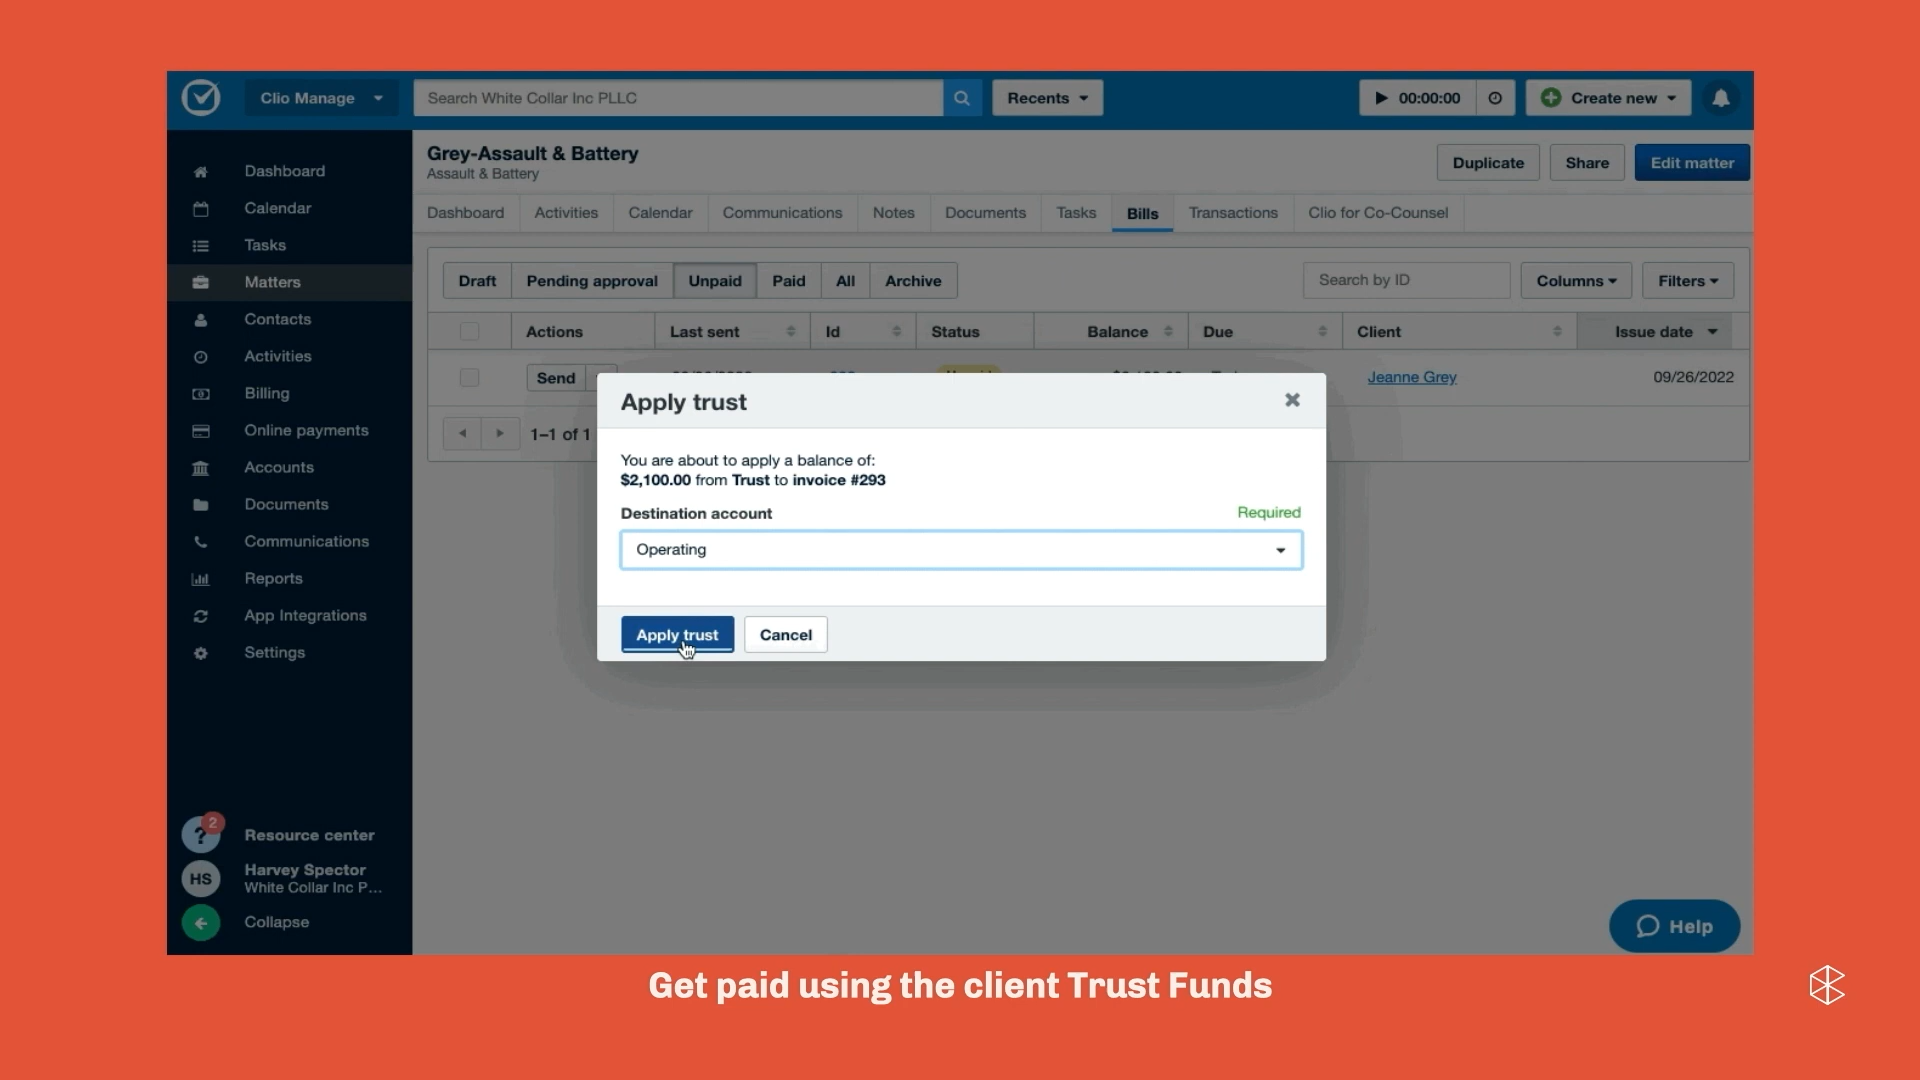 Clio Manage
Search White Collar Inc PLLC
Recents
00:00:00
Create new
Grey-Assault & Battery
Assault & Battery
Duplicate
Share
Edit matter
Dashboard
Calendar
Tasks
Matters
Contacts
Activities
Billing
Online payments
Accounts
Documents
Communications
Reports
App Integrations
Settings
Dashboard Activities Calendar Communications Notes Documents Tasks Bills Transactions Clio for Co-Counsel
Draft Pending approval Unpaid Paid All Archive
Search by ID
Columns
Filters
Actions Last sent Id Status Balance Due Client Issue date
Send
Jeanne Grey 09/26/2022
1–1 of 1
Apply trust
You are about to apply a balance of:
$2,100.00 from Trust to invoice #293
Destination account Required
Operating
Apply trust Cancel
2
?
Resource center
HS
Harvey Spector
White Collar Inc P...
Collapse
Help
Get paid using the client Trust Funds